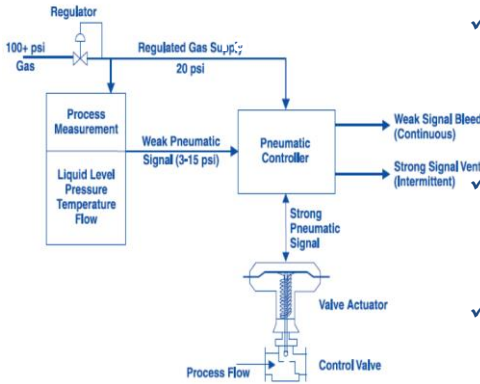 Regulator
100+ psi
Gas
Regulated Gas Supply
20 psi
Process
Measurement
Liquid Level
Pressure
Temperature
Flow
Weak Pneumatic
Signal (3-15 psi)
Pneumatic
Controller
Weak Signal Bleed
(Continuous)
Strong Signal Vent
(Intermittent)
Strong
Pneumatic
Signal
Valve Actuator
Process Flow
Control Valve